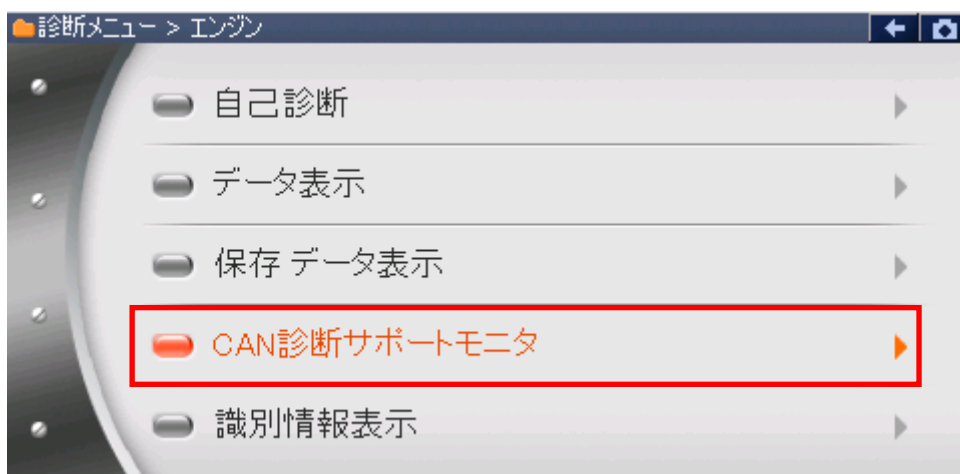 診断メニュー > エンジン
自己診断
データ表示
保存 データ表示
CAN診断サポートモニタ
識別情報表示